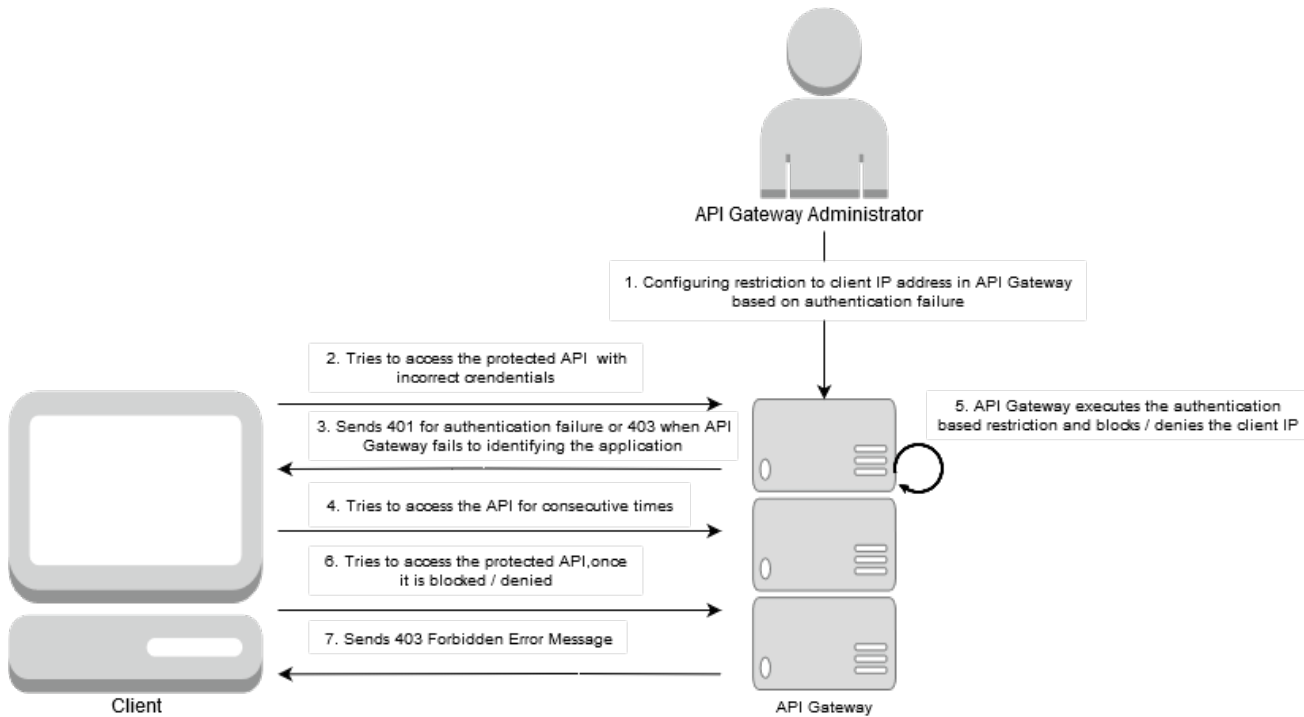 API Gateway Administrator
1. Configuring restriction to client IP address in API Gateway
based on authentication failure
2. Tries to access the protected API with
incorrect crendentials
3. Sends 401 for authentication failure or 403 when API
Gateway fails to identifying the application
4. Tries to access the API for consecutive times
5. API Gateway executes the authentication
based restriction and blocks / denies the client IP
6. Tries to access the protected API,once
it is blocked / denied
7. Sends 403 Forbidden Error Message
Client
API Gateway